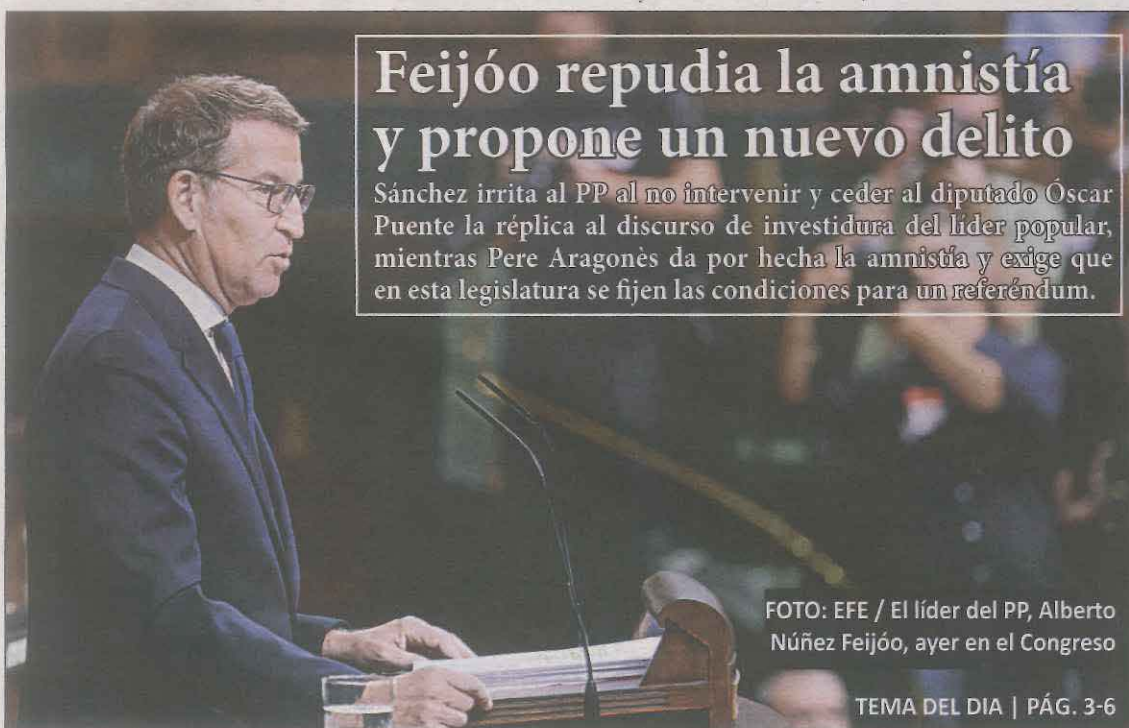 Feijóo repudia la amnistía
y propone un nuevo delito
Sánchez irrita al PP al no intervenir y ceder al diputado Óscar
Puente la réplica al discurso de investidura del líder popular,
mientras Pere Aragonès da por hecha la amnistía y exige que
en esta legislatura se fijen las condiciones para un referéndum.
FOTO: EFE / El líder del PP, Alberto
Núñez Feijóo, ayer en el Congreso
TEMA DEL DIA | PÁG. 3-6